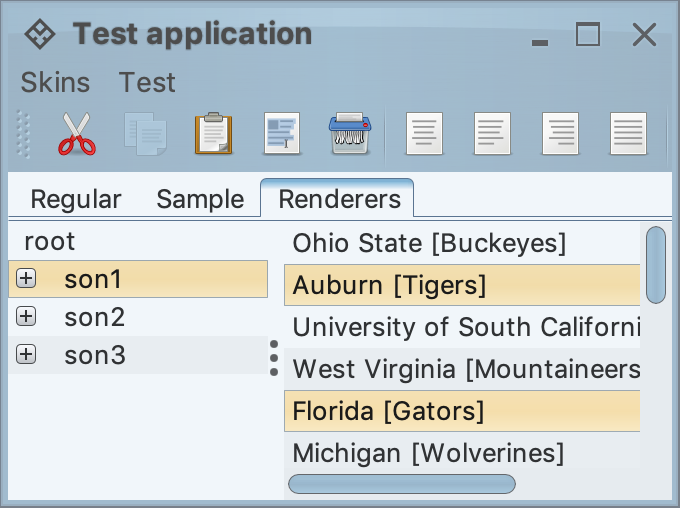 Test application
Skins Test
Regular Sample Renderers
root
son1
son2
son3
Ohio State [Buckeyes]
Auburn [Tigers]
University of South Californi
West Virginia [Mountaineers
Florida [Gators]
Michigan [Wolverines]